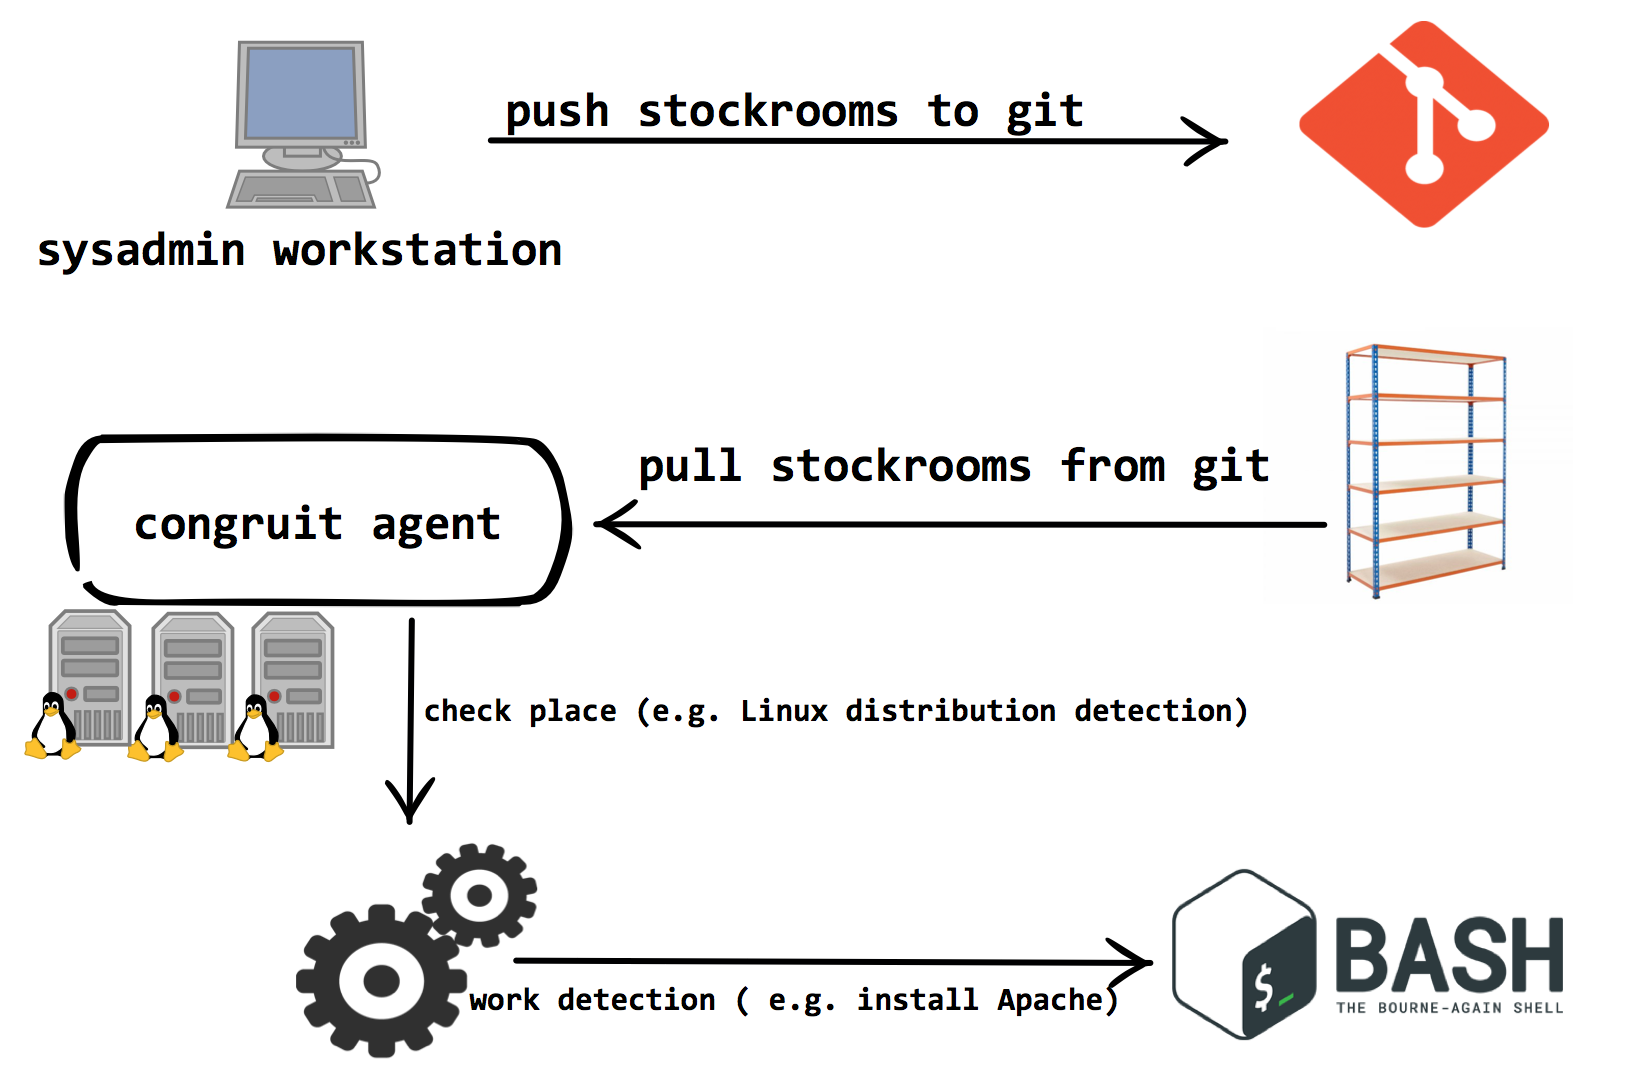 push stockrooms to git
sysadmin workstation
pull stockrooms from git
congruit agent
check place (e.g. Linux distribution detection)
$_
BASH
THE BOURNE-AGAIN SHELL
work detection ( e.g. install Apache)